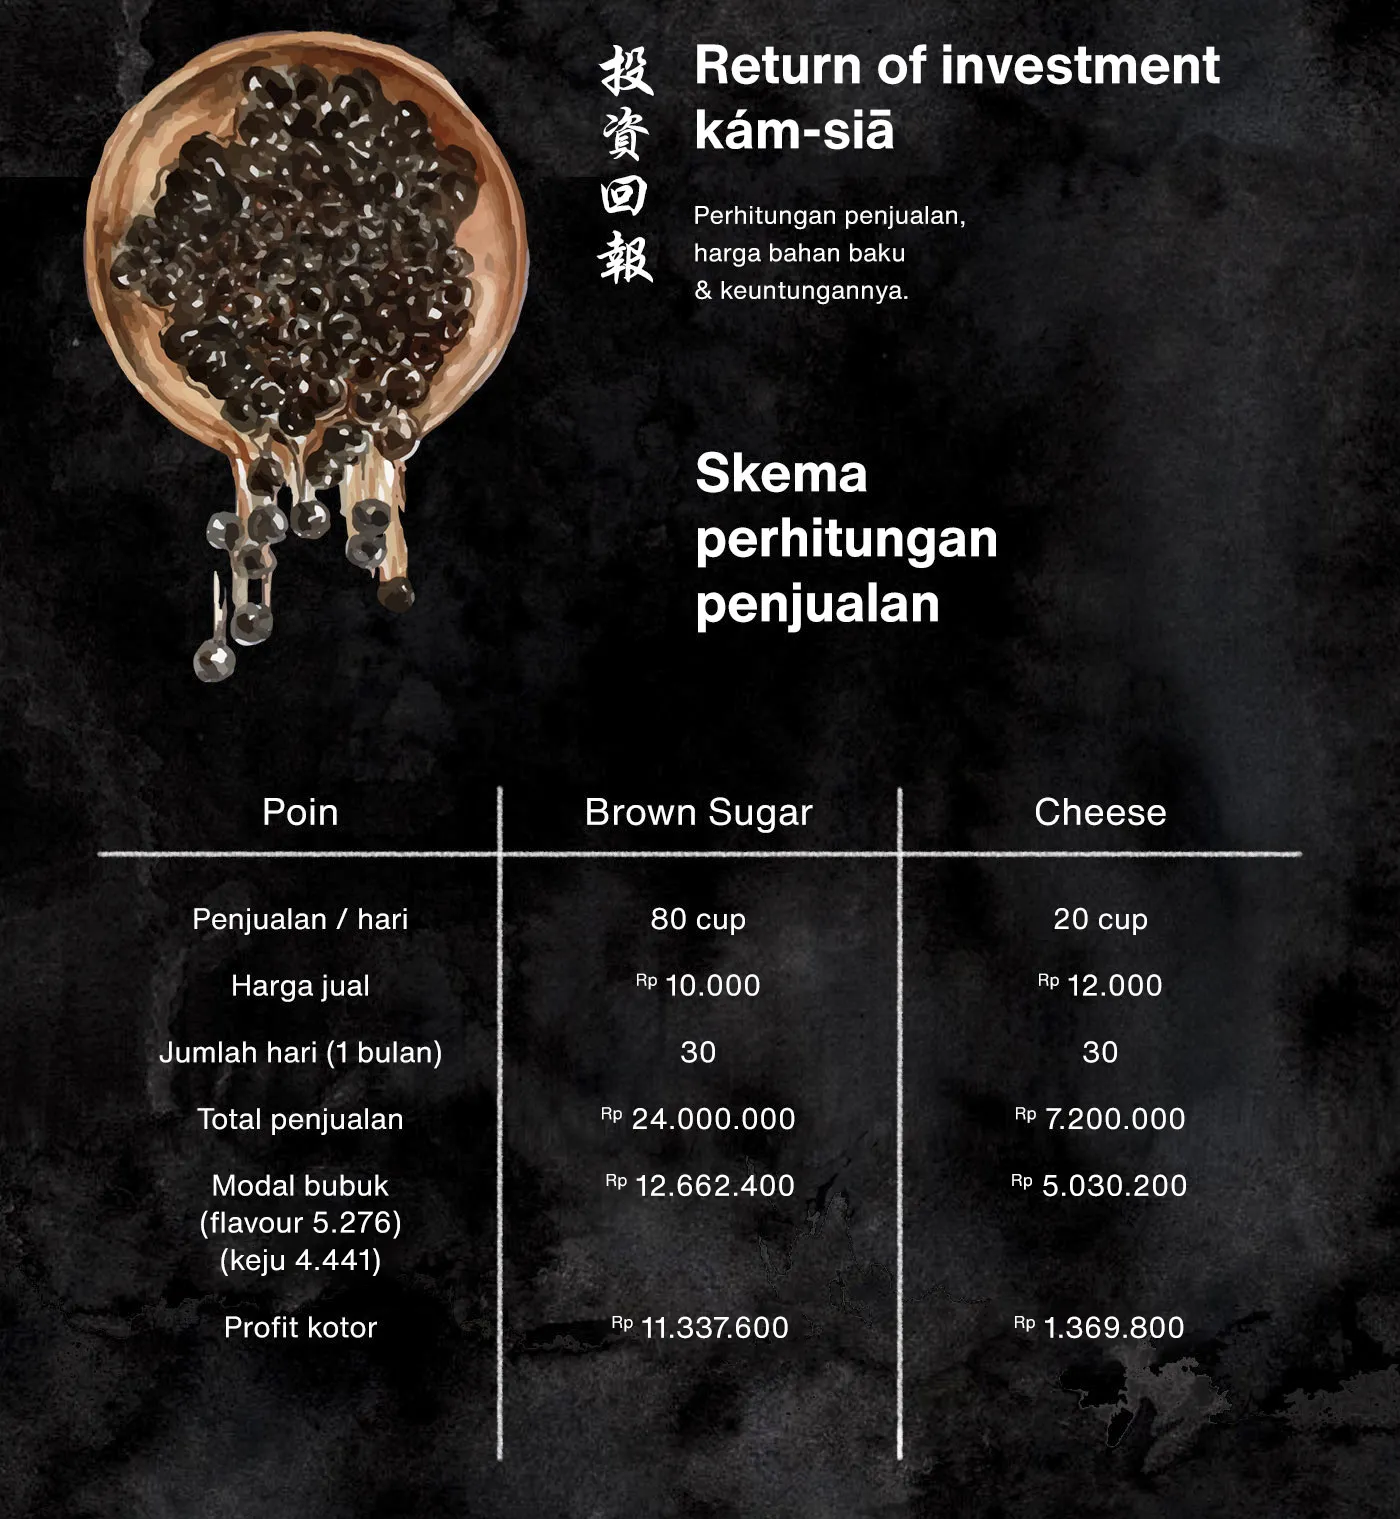 投資回報
Return of investment
kám-siā
Perhitungan penjualan,
harga bahan baku
& keuntungannya.
Skema
perhitungan
penjualan
Poin Brown Sugar Cheese
Penjualan / hari 80 cup 20 cup
Harga jual Rp 10.000 Rp 12.000
Jumlah hari (1 bulan) 30 30
Total penjualan Rp 24.000.000 Rp 7.200.000
Modal bubuk Rp 12.662.400 Rp 5.030.200
(flavour 5.276)
(keju 4.441)
Profit kotor Rp 11.337.600 Rp 1.369.800